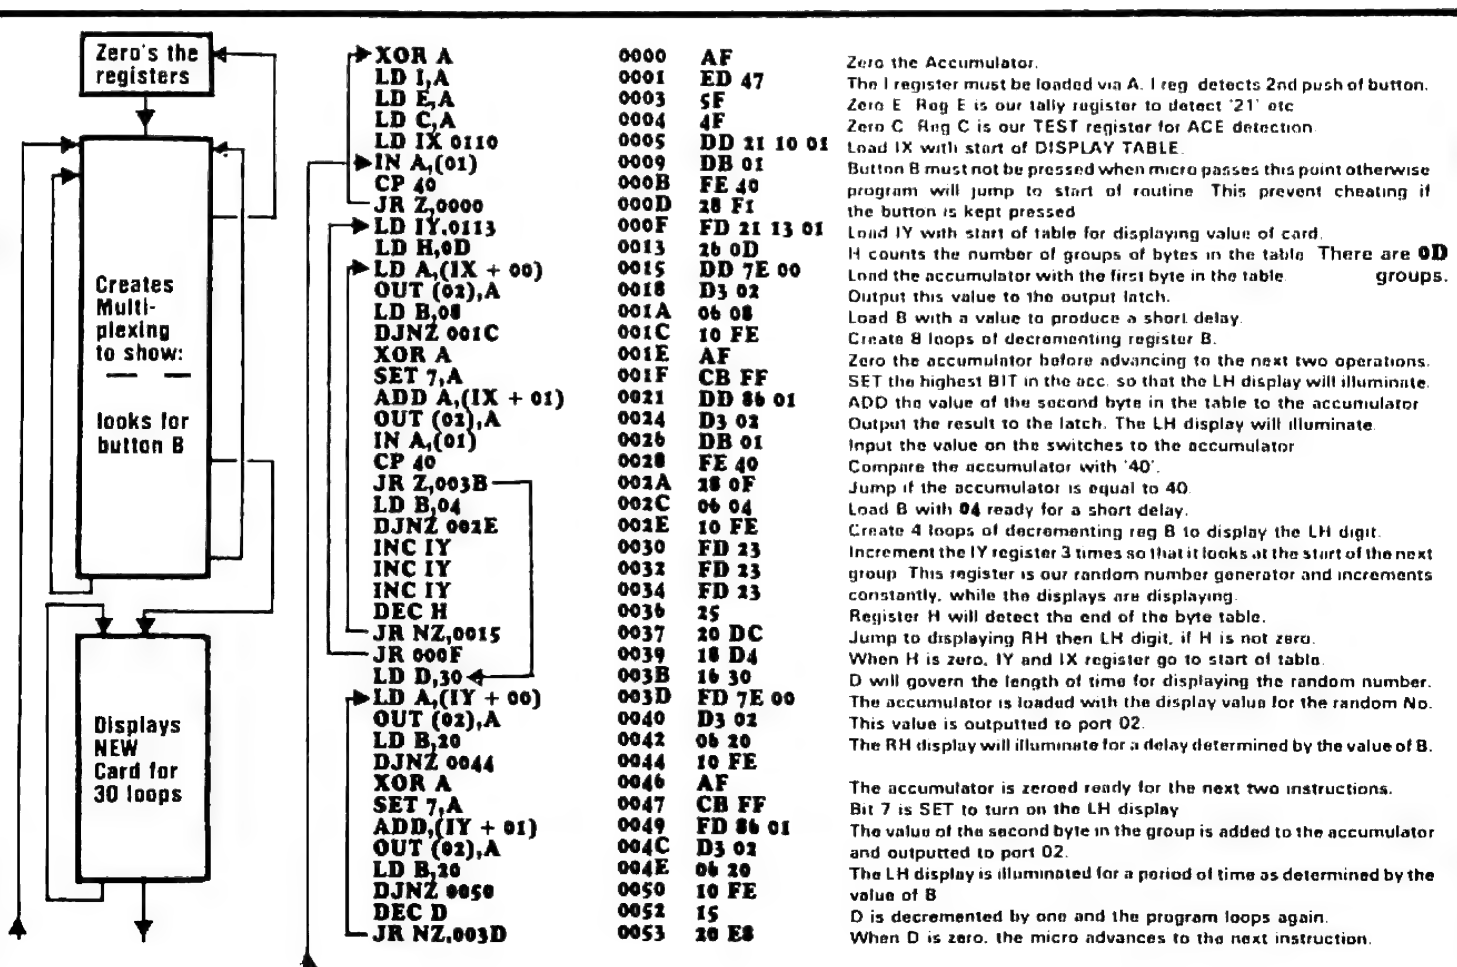 Zero's the
registers
Creates
Multi-
plexing
to show:
— —
looks for
button B
Displays
NEW
Card for
30 loops
XOR A 0000 AF Zero the Accumulator.
LD I,A 0001 ED 47 The I register must be loaded via A. I reg detects 2nd push of button.
LD E,A 0003 5F Zero E Reg E is our tally register to detect '21' etc
LD C,A 0004 4F Zero C Reg C is our TEST register for ACE detection
LD IX 0110 0005 DD 21 10 01 Load IX with start of DISPLAY TABLE.
IN A,(01) 0009 DB 01 Button B must not be pressed when micro passes this point otherwise
CP 40 000B FE 40 program will jump to start of routine This prevent cheating if
JR Z,0000 000D 28 F1 the button is kept pressed
LD IY,0113 000F FD 21 13 01 Load IY with start of table for displaying value of card.
LD H,0D 0013 26 0D H counts the number of groups of bytes in the table There are 0D
LD A,(IX + 00) 0015 DD 7E 00 Load the accumulator with the first byte in the table. groups.
OUT (02),A 0018 D3 02 Output this value to the output latch.
LD B,08 001A 06 08 Load B with a value to produce a short delay.
DJNZ 001C 001C 10 FE Create 8 loops of decrementing register B.
XOR A 001E AF Zero the accumulator before advancing to the next two operations.
SET 7,A 001F CB FF SET the highest BIT in the acc. so that the LH display will illuminate.
ADD A,(IX + 01) 0021 DD 86 01 ADD the value of the second byte in the table to the accumulator
OUT (02),A 0024 D3 02 Output the result to the latch. The LH display will illuminate.
IN A,(01) 0026 DB 01 Input the value on the switches to the accumulator
CP 40 0028 FE 40 Compare the accumulator with '40'.
JR Z,003B 002A 28 0F Jump if the accumulator is equal to 40.
LD B,04 002C 06 04 Load B with 04 ready for a short delay.
DJNZ 002E 002E 10 FE Create 4 loops of decrementing reg B to display the LH digit.
INC IY 0030 FD 23 Increment the IY register 3 times so that it looks at the start of the next
INC IY 0032 FD 23 group This register is our random number generator and increments
INC IY 0034 FD 23 constantly, while the displays are displaying.
DEC H 0036 25 Register H will detect the end of the byte table.
JR NZ,0015 0037 20 DC Jump to displaying RH then LH digit, if H is not zero.
JR 000F 0039 18 D4 When H is zero, IY and IX register go to start of table.
LD D,30 003B 16 30 D will govern the length of time for displaying the random number.
LD A,(IY + 00) 003D FD 7E 00 The accumulator is loaded with the display value for the random No.
OUT (02),A 0040 D3 02 This value is outputted to port 02.
LD B,20 0042 06 20 The RH display will illuminate for a delay determined by the value of B.
DJNZ 0044 0044 10 FE
XOR A 0046 AF The accumulator is zeroed ready for the next two instructions.
SET 7,A 0047 CB FF Bit 7 is SET to turn on the LH display
ADD,(IY + 01) 0049 FD 86 01 The value of the second byte in the group is added to the accumulator
OUT (02),A 004C D3 02 and outputted to port 02.
LD B,20 004E 06 20 The LH display is illuminated for a period of time as determined by the
DJNZ 0050 0050 10 FE value of B
DEC D 0052 15 D is decremented by one and the program loops again.
JR NZ,003D 0053 20 E8 When D is zero, the micro advances to the next instruction.